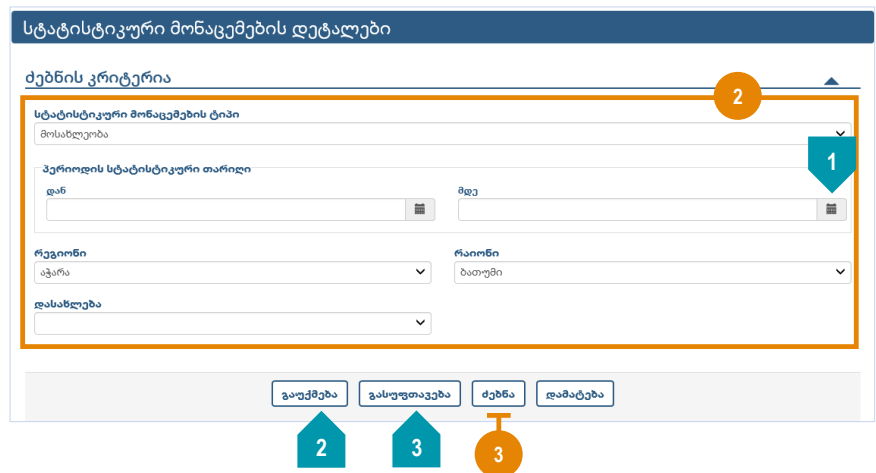 სტატისტიკური მონაცემების დეტალები
ძებნის კრიტერია
2
სტატისტიკური მონაცემების ტიპი
მოსახლეობა
1
პერიოდის სტატისტიკური თარიღი
დან მდე
რეგიონი რაიონი
აჭარა ბათუმი
დასახლება
გაუქმება გასუფთავება ძებნა დამატება
2 3 3